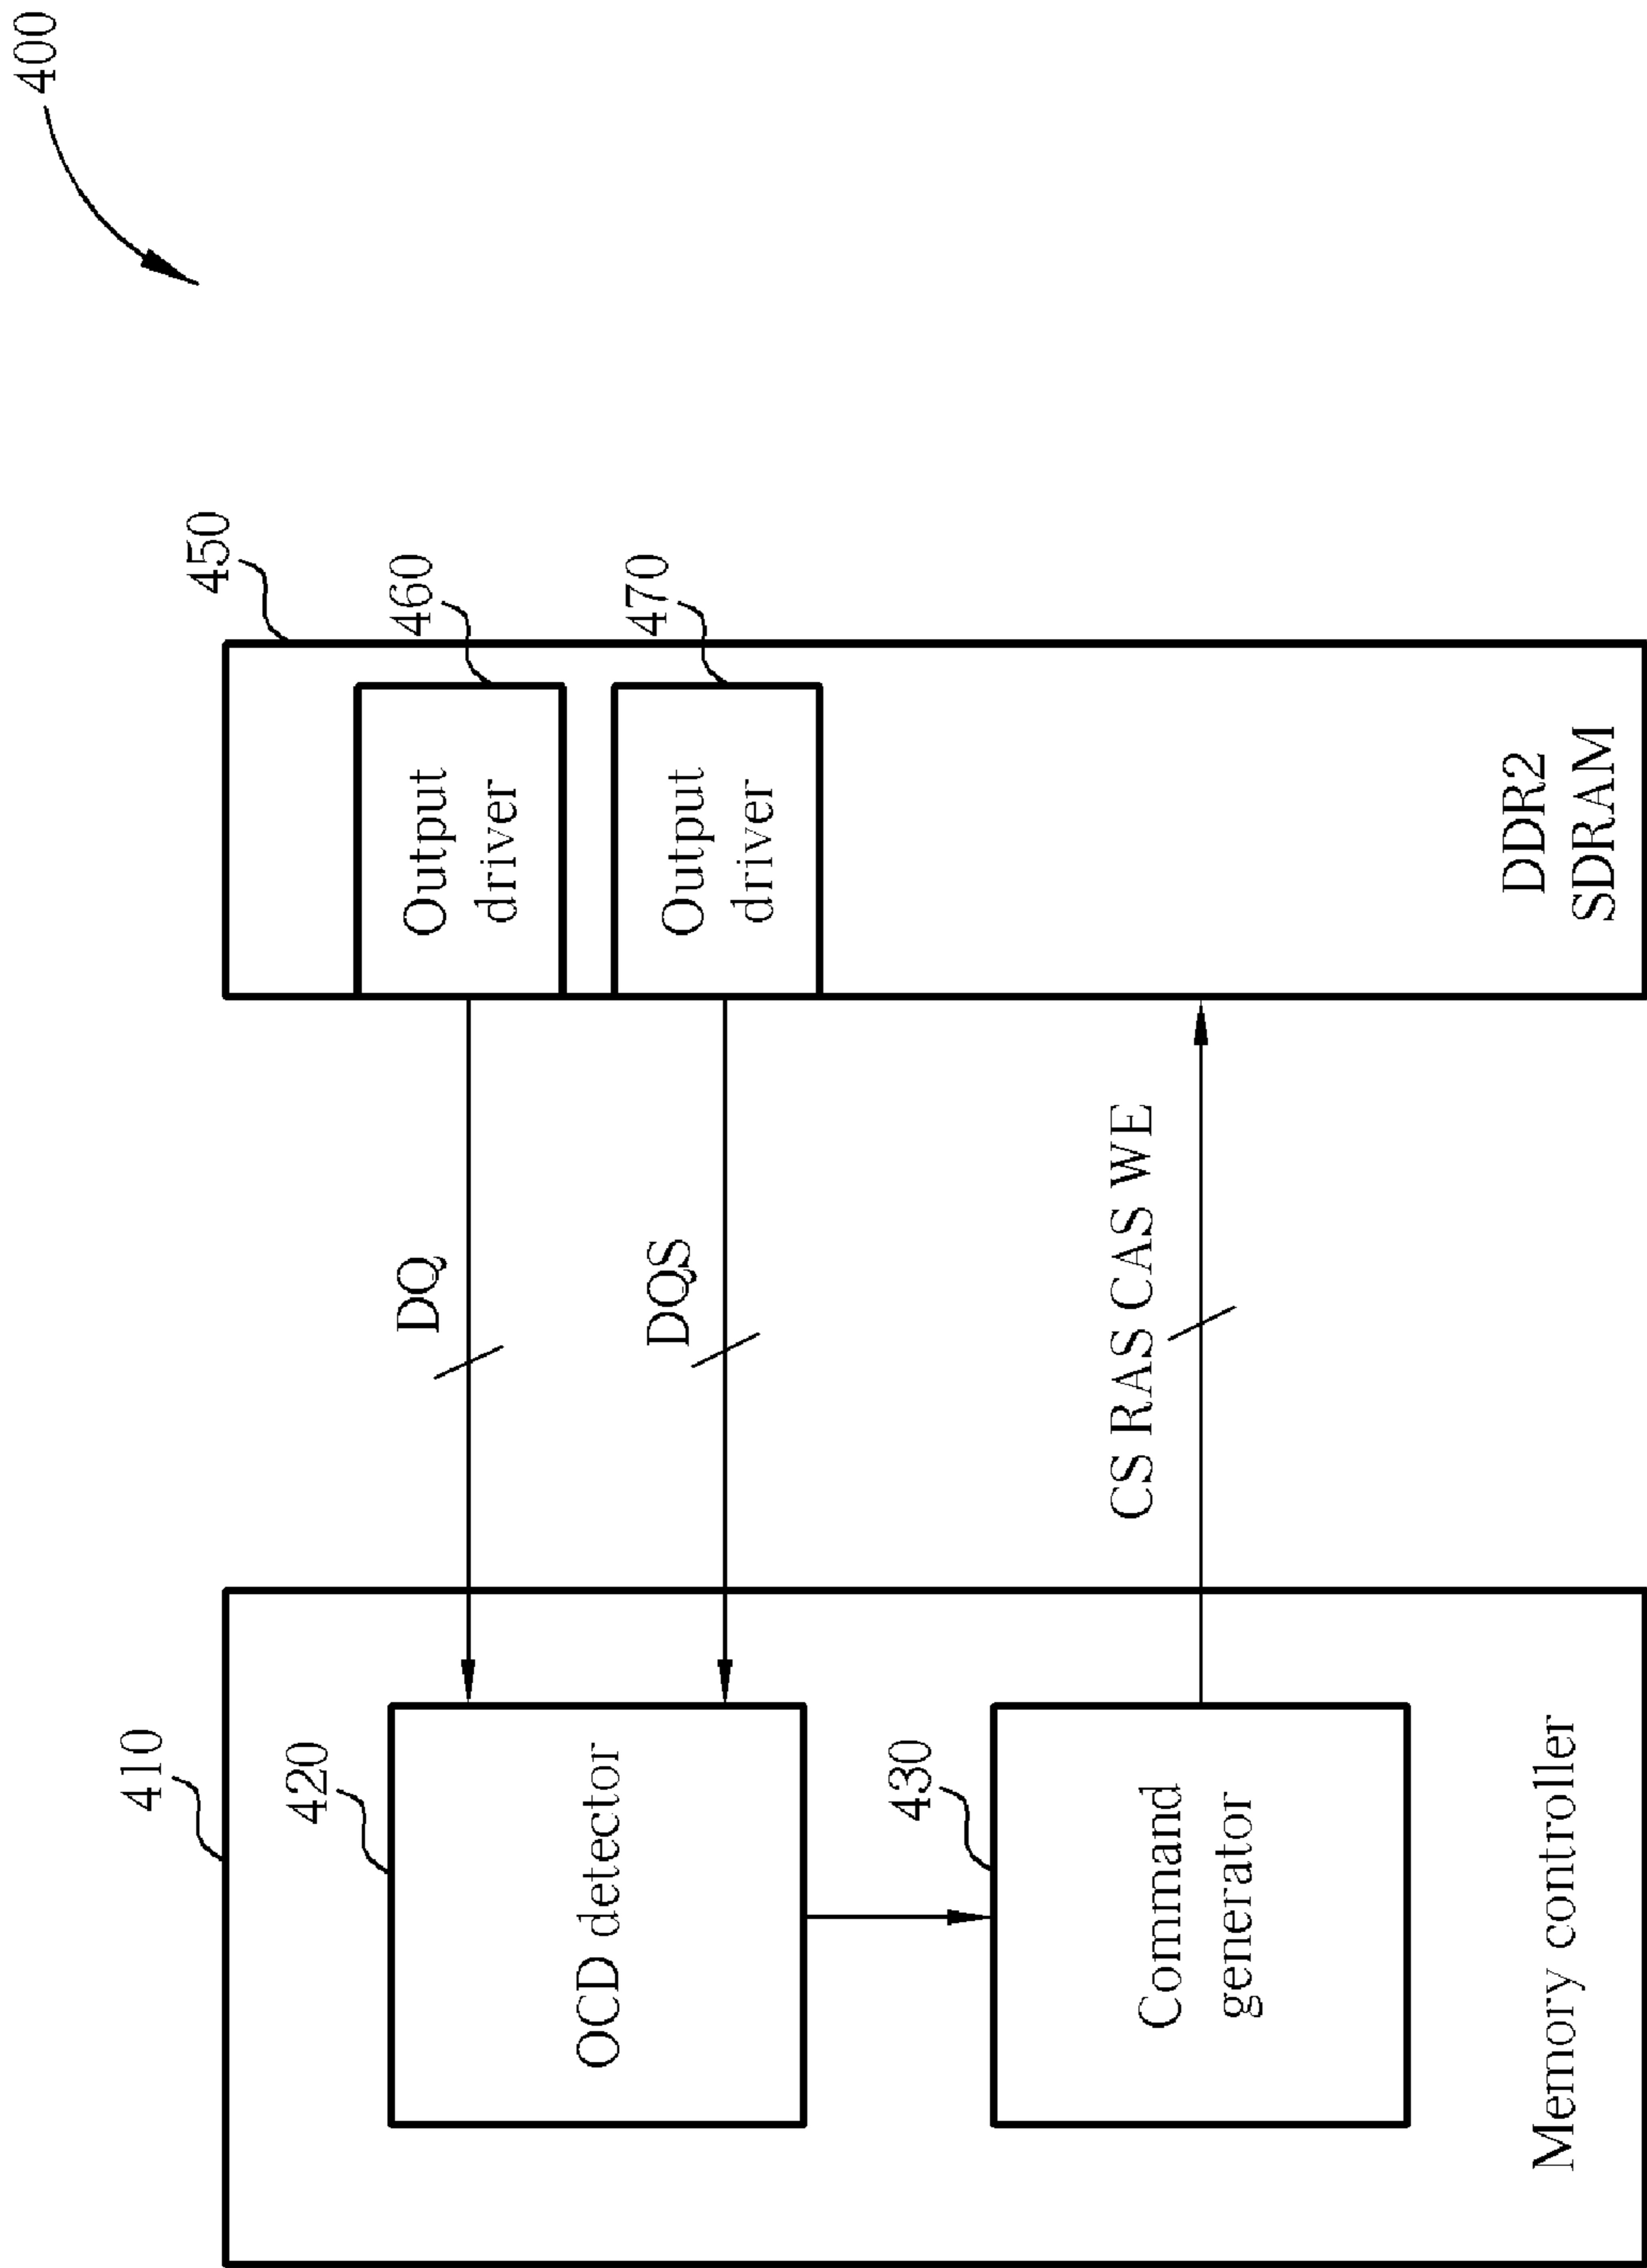 400
410
420
OCD detector
430
Command
generator
Memory controller
DQ
DQS
CS RAS CAS WE
450
460
Output
driver
470
Output
driver
DDR2
SDRAM